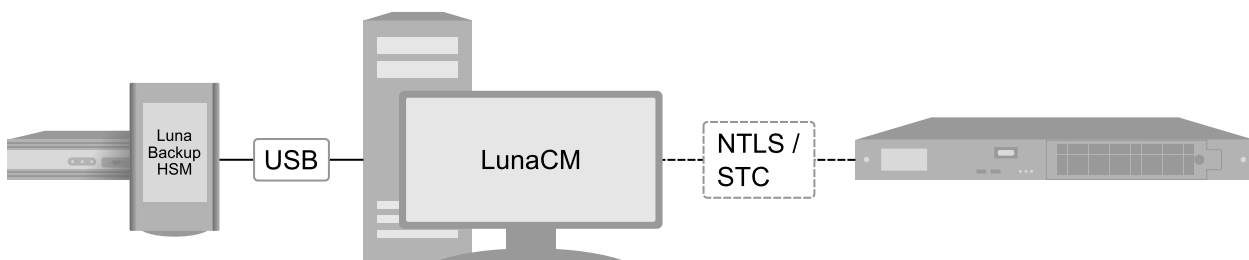 Luna
Backup
HSM
USB
LunaCM
NTLS /
STC